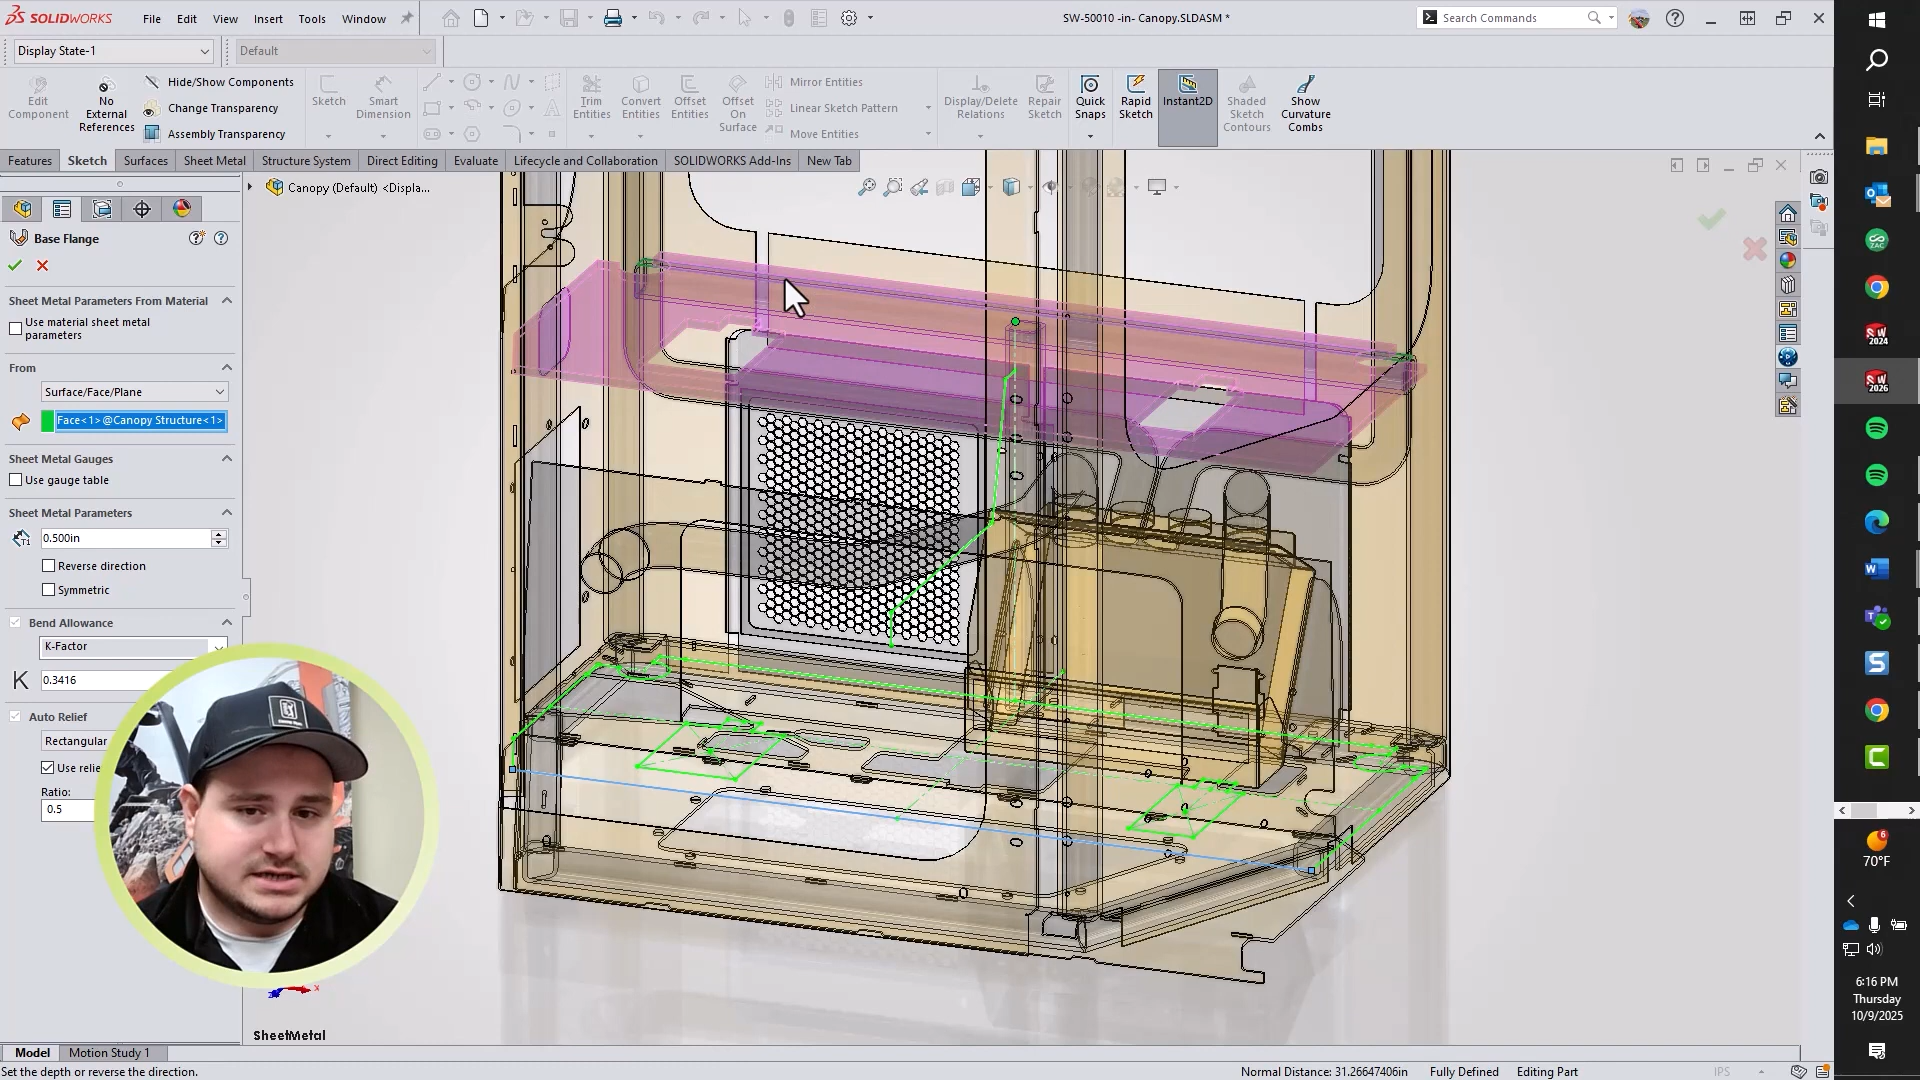 SOLIDWORKS
File
Edit
View
Insert
Tools
Window
SW-50010 -in- Canopy.SLDASM *
Search Commands
Display State-1
Default
Edit Component
No External References
Hide/Show Components
Change Transparency
Assembly Transparency
Sketch
Smart Dimension
Trim Entities
Convert Entities
Offset Entities
Offset On Surface
Mirror Entities
Linear Sketch Pattern
Move Entities
Display/Delete Relations
Repair Sketch
Quick Snaps
Rapid Sketch
Instant2D
Shaded Sketch Contours
Show Curvature Combs
Features
Sketch
Surfaces
Sheet Metal
Structure System
Direct Editing
Evaluate
Lifecycle and Collaboration
SOLIDWORKS Add-Ins
New Tab
Canopy (Default) <Displa...
Base Flange
Sheet Metal Parameters From Material
Use material sheet metal
parameters
From
Surface/Face/Plane
Face<1>@Canopy Structure<1>
Sheet Metal Gauges
Use gauge table
Sheet Metal Parameters
0.500in
Reverse direction
Symmetric
Bend Allowance
K-Factor
K
0.3416
Auto Relief
Rectangular
Use relie
Ratio:
0.5
SheetMetal
Model
Motion Study 1
Set the depth or reverse the direction.
Normal Distance: 31.26647406in
Fully Defined
Editing Part
IPS
ZAC
SW
2024
SW
2026
6
70°F
6:16 PM
Thursday
10/9/2025